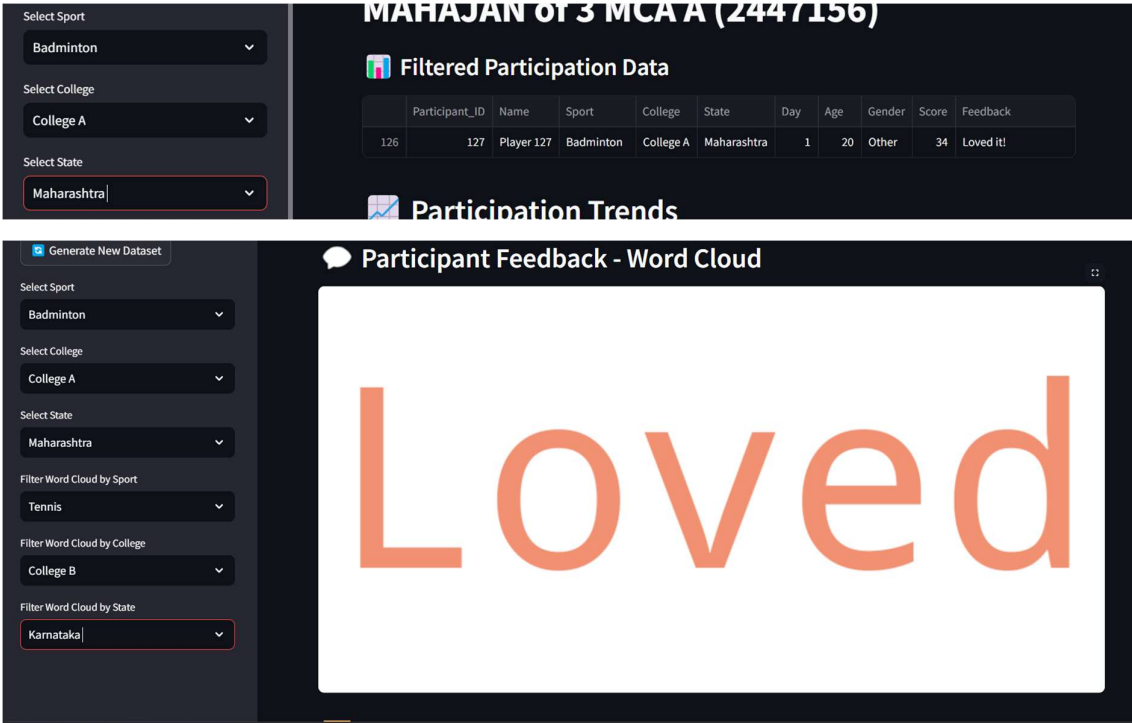 Select Sport
Badminton
Select College
College A
Select State
Maharashtra
MAHAJAN of 3 MCA A (2447156)
Filtered Participation Data
Participant_ID Name Sport College State Day Age Gender Score Feedback
126 127 Player 127 Badminton College A Maharashtra 1 20 Other 34 Loved it!
Participation Trends
Generate New Dataset
Select Sport
Badminton
Select College
College A
Select State
Maharashtra
Filter Word Cloud by Sport
Tennis
Filter Word Cloud by College
College B
Filter Word Cloud by State
Karnataka
Participant Feedback - Word Cloud
Loved